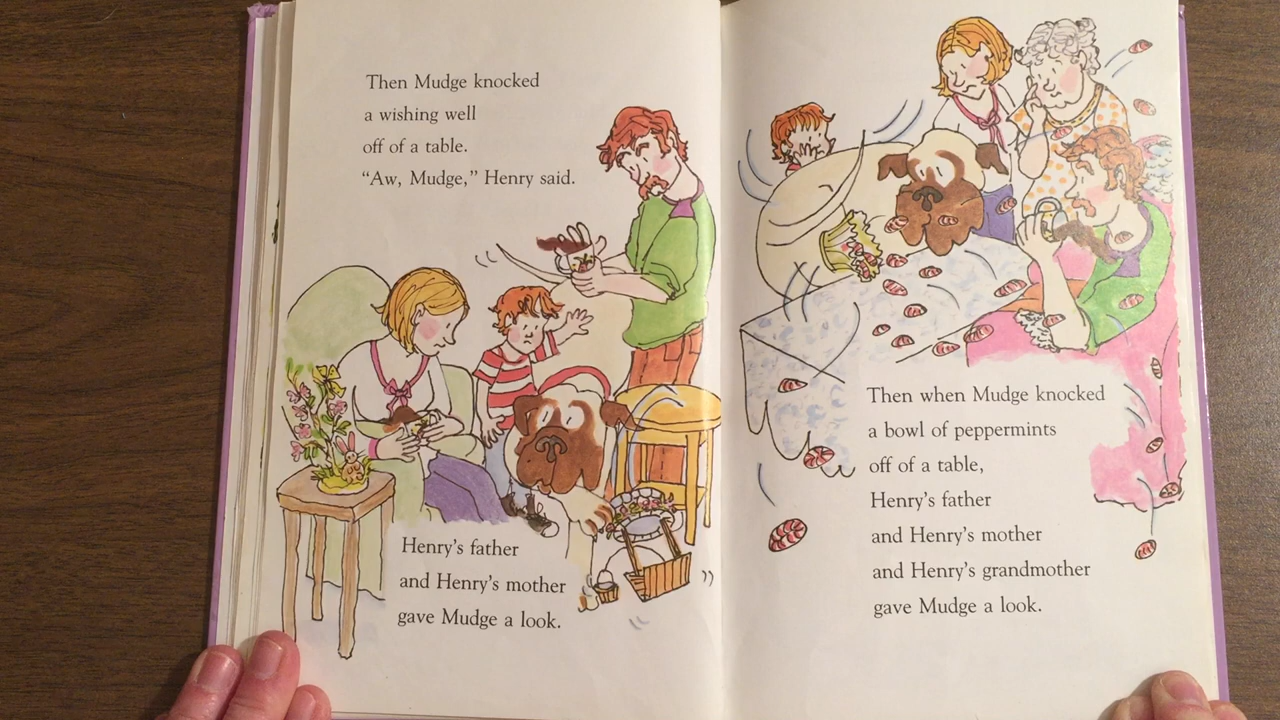 Then Mudge knocked
a wishing well
off of a table.
“Aw, Mudge,” Henry said.
Henry’s father
and Henry’s mother
gave Mudge a look.
Then when Mudge knocked
a bowl of peppermints
off of a table,
Henry’s father
and Henry’s mother
and Henry’s grandmother
gave Mudge a look.